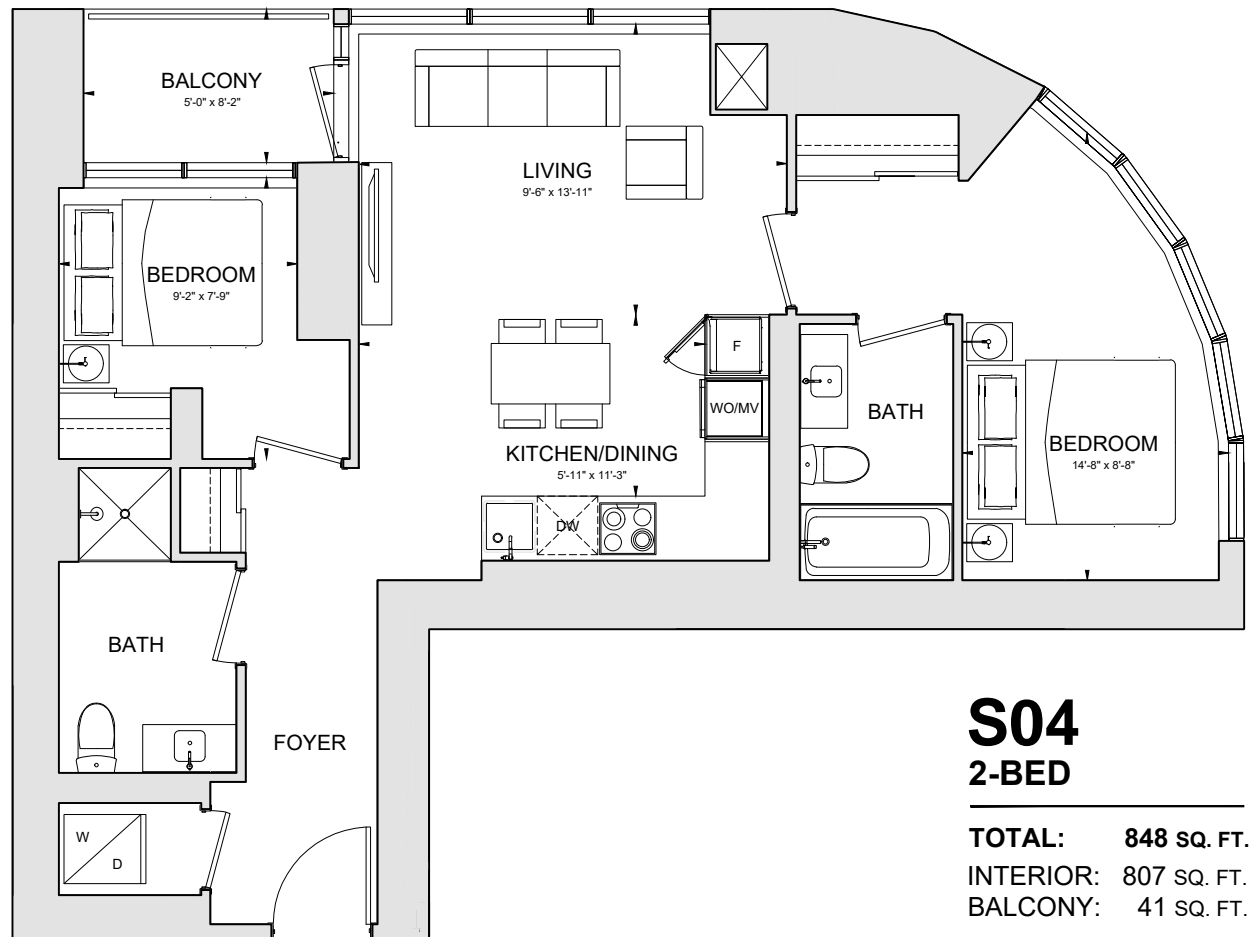 BALCONY
5'-0" x 8'-2"
LIVING
9'-6" x 13'-11"
BEDROOM
9'-2" x 7'-9"
F
WO/MV
BATH
BEDROOM
14'-8" x 8'-8"
KITCHEN/DINING
5'-11" x 11'-3"
DW
BATH
FOYER
W
D
S04
2-BED
TOTAL: 848 SQ. FT.
INTERIOR: 807 SQ. FT.
BALCONY: 41 SQ. FT.